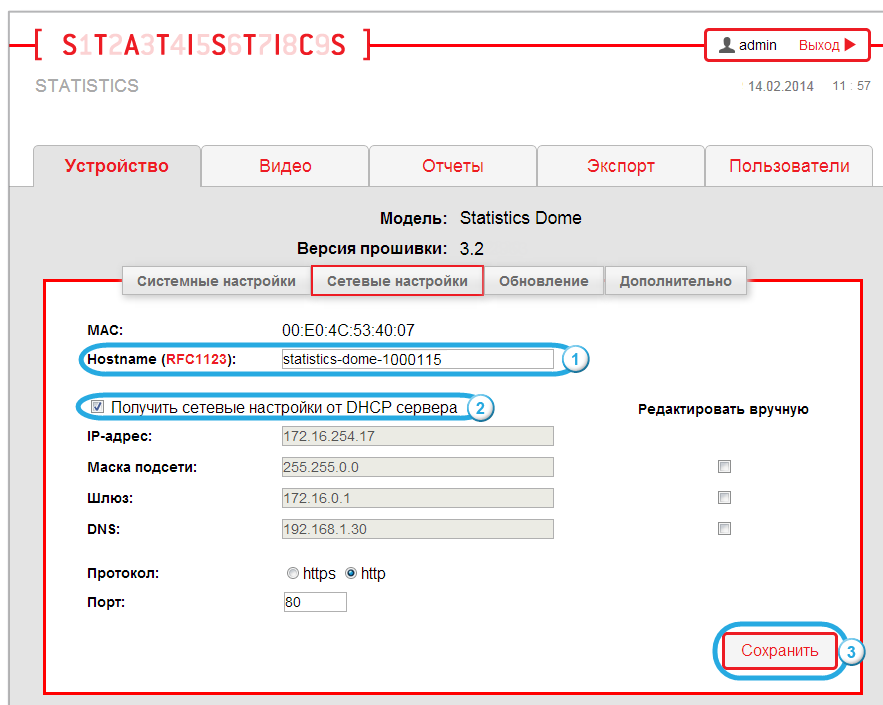 [ S1T2A3T4I5S6T7I8C9S ]
admin Выход
STATISTICS 14.02.2014 11 : 57
Устройство Видео Отчеты Экспорт Пользователи
Модель: Statistics Dome
Версия прошивки: 3.2
Системные настройки Сетевые настройки Обновление Дополнительно
MAC: 00:E0:4C:53:40:07
Hostname (RFC1123): statistics-dome-1000115 1
Получить сетевые настройки от DHCP сервера 2 Редактировать вручную
IP-адрес: 172.16.254.17
Маска подсети: 255.255.0.0
Шлюз: 172.16.0.1
DNS: 192.168.1.30
Протокол: https http
Порт: 80
Сохранить 3